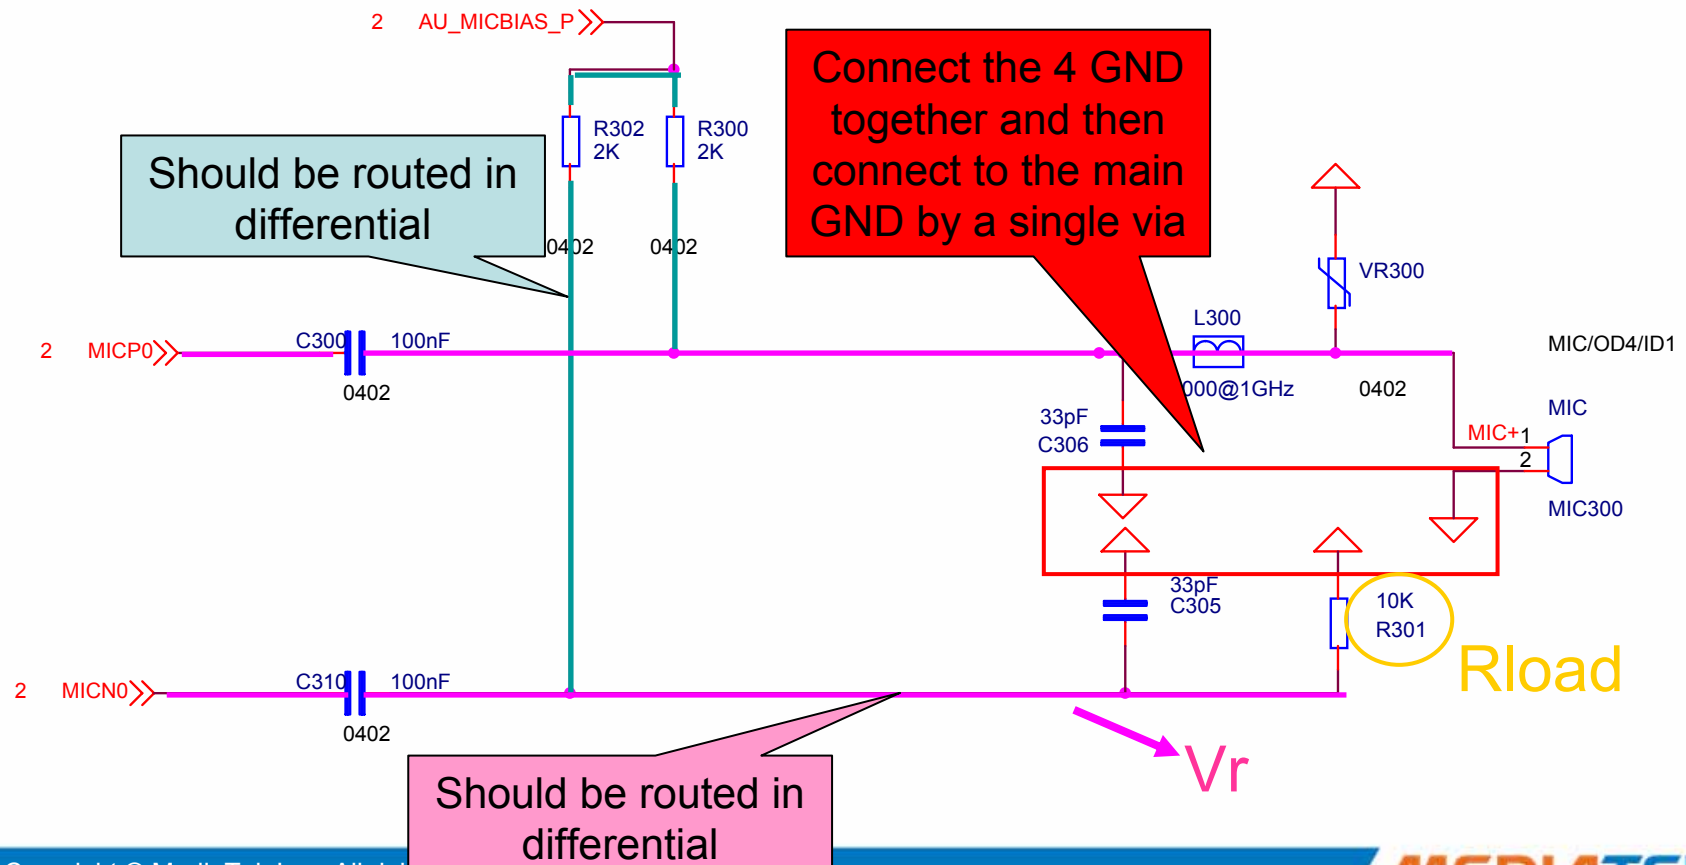 2 AU_MICBIAS_P
Connect the 4 GND
together and then
connect to the main
GND by a single via
R302
2K
R300
2K
Should be routed in
differential
0402
0402
VR300
L300
2 MICP0
C300
100nF
MIC/OD4/ID1
0402
000@1GHz
0402
33pF
C306
MIC
MIC+
1
2
MIC300
33pF
C305
10K
R301
Rload
2 MICN0
C310
100nF
0402
Vr
Should be routed in
differential